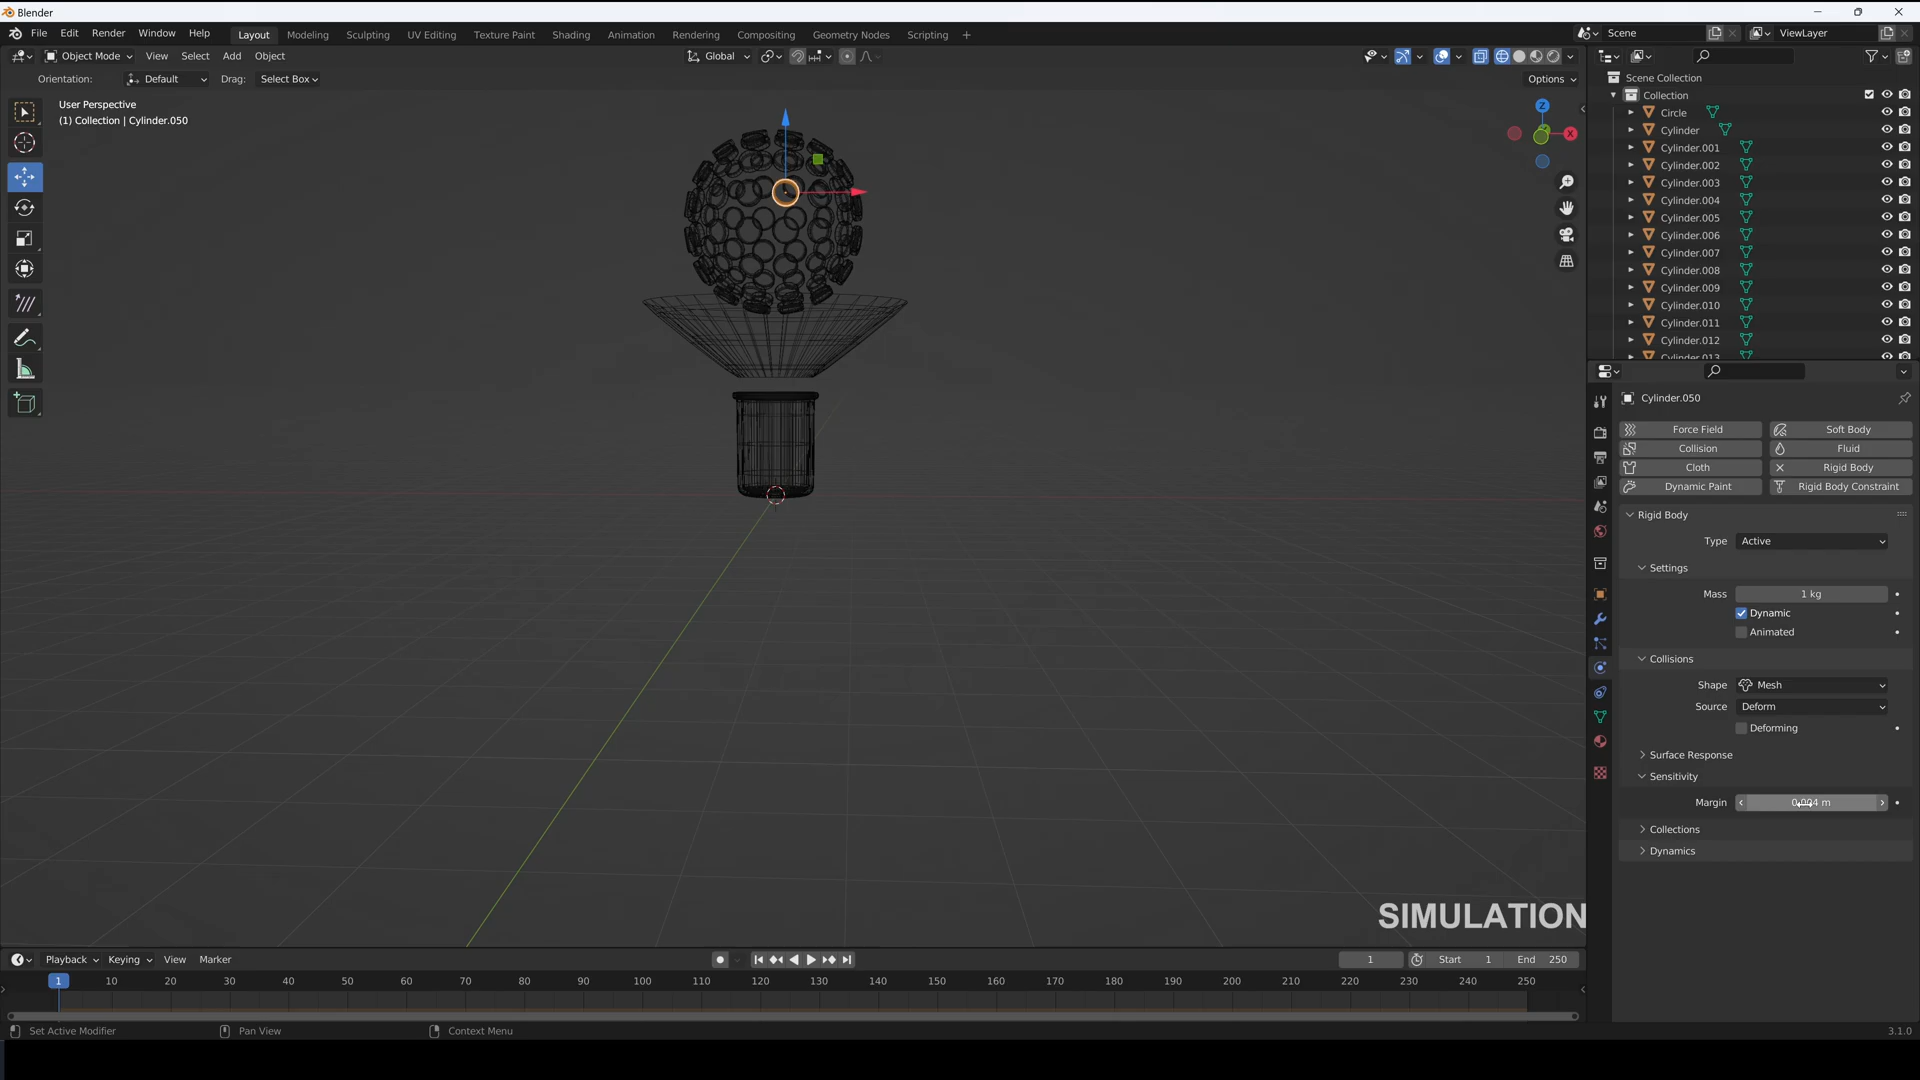 Blender
File Edit Render Window Help Layout Modeling Sculpting UV Editing Texture Paint Shading Animation Rendering Compositing Geometry Nodes Scripting + Scene ViewLayer
Object Mode View Select Add Object Global
Orientation: Default Drag: Select Box Options
User Perspective
(1) Collection | Cylinder.050
Z
X
Scene Collection
Collection
Circle
Cylinder
Cylinder.001
Cylinder.002
Cylinder.003
Cylinder.004
Cylinder.005
Cylinder.006
Cylinder.007
Cylinder.008
Cylinder.009
Cylinder.010
Cylinder.011
Cylinder.012
Cylinder.013
Cylinder.050
Force Field Soft Body
Collision Fluid
Cloth Rigid Body
Dynamic Paint Rigid Body Constraint
Rigid Body
Type Active
Settings
Mass 1 kg
Dynamic
Animated
Collisions
Shape Mesh
Source Deform
Deforming
Surface Response
Sensitivity
Margin 0.004 m
Collections
Dynamics
SIMULATION
Playback Keying View Marker 1 Start 1 End 250
1 10 20 30 40 50 60 70 80 90 100 110 120 130 140 150 160 170 180 190 200 210 220 230 240 250
Set Active Modifier Pan View Context Menu 3.1.0